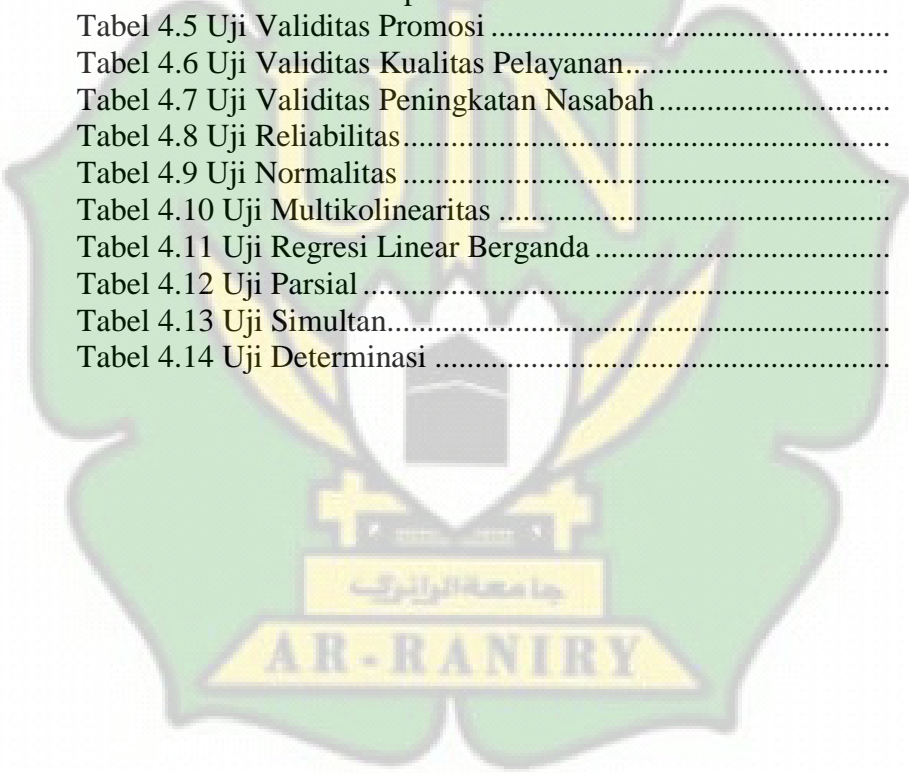 Tabel 4.5 Uji Validitas Promosi ............................................
Tabel 4.6 Uji Validitas Kualitas Pelayanan.............................
Tabel 4.7 Uji Validitas Peningkatan Nasabah .........................
Tabel 4.8 Uji Reliabilitas......................................................
Tabel 4.9 Uji Normalitas ......................................................
Tabel 4.10 Uji Multikolinearitas ...........................................
Tabel 4.11 Uji Regresi Linear Berganda ................................
Tabel 4.12 Uji Parsial ..........................................................
Tabel 4.13 Uji Simultan.......................................................
Tabel 4.14 Uji Determinasi ..................................................
UIN
جامعة الرانري
AR-RANIRY